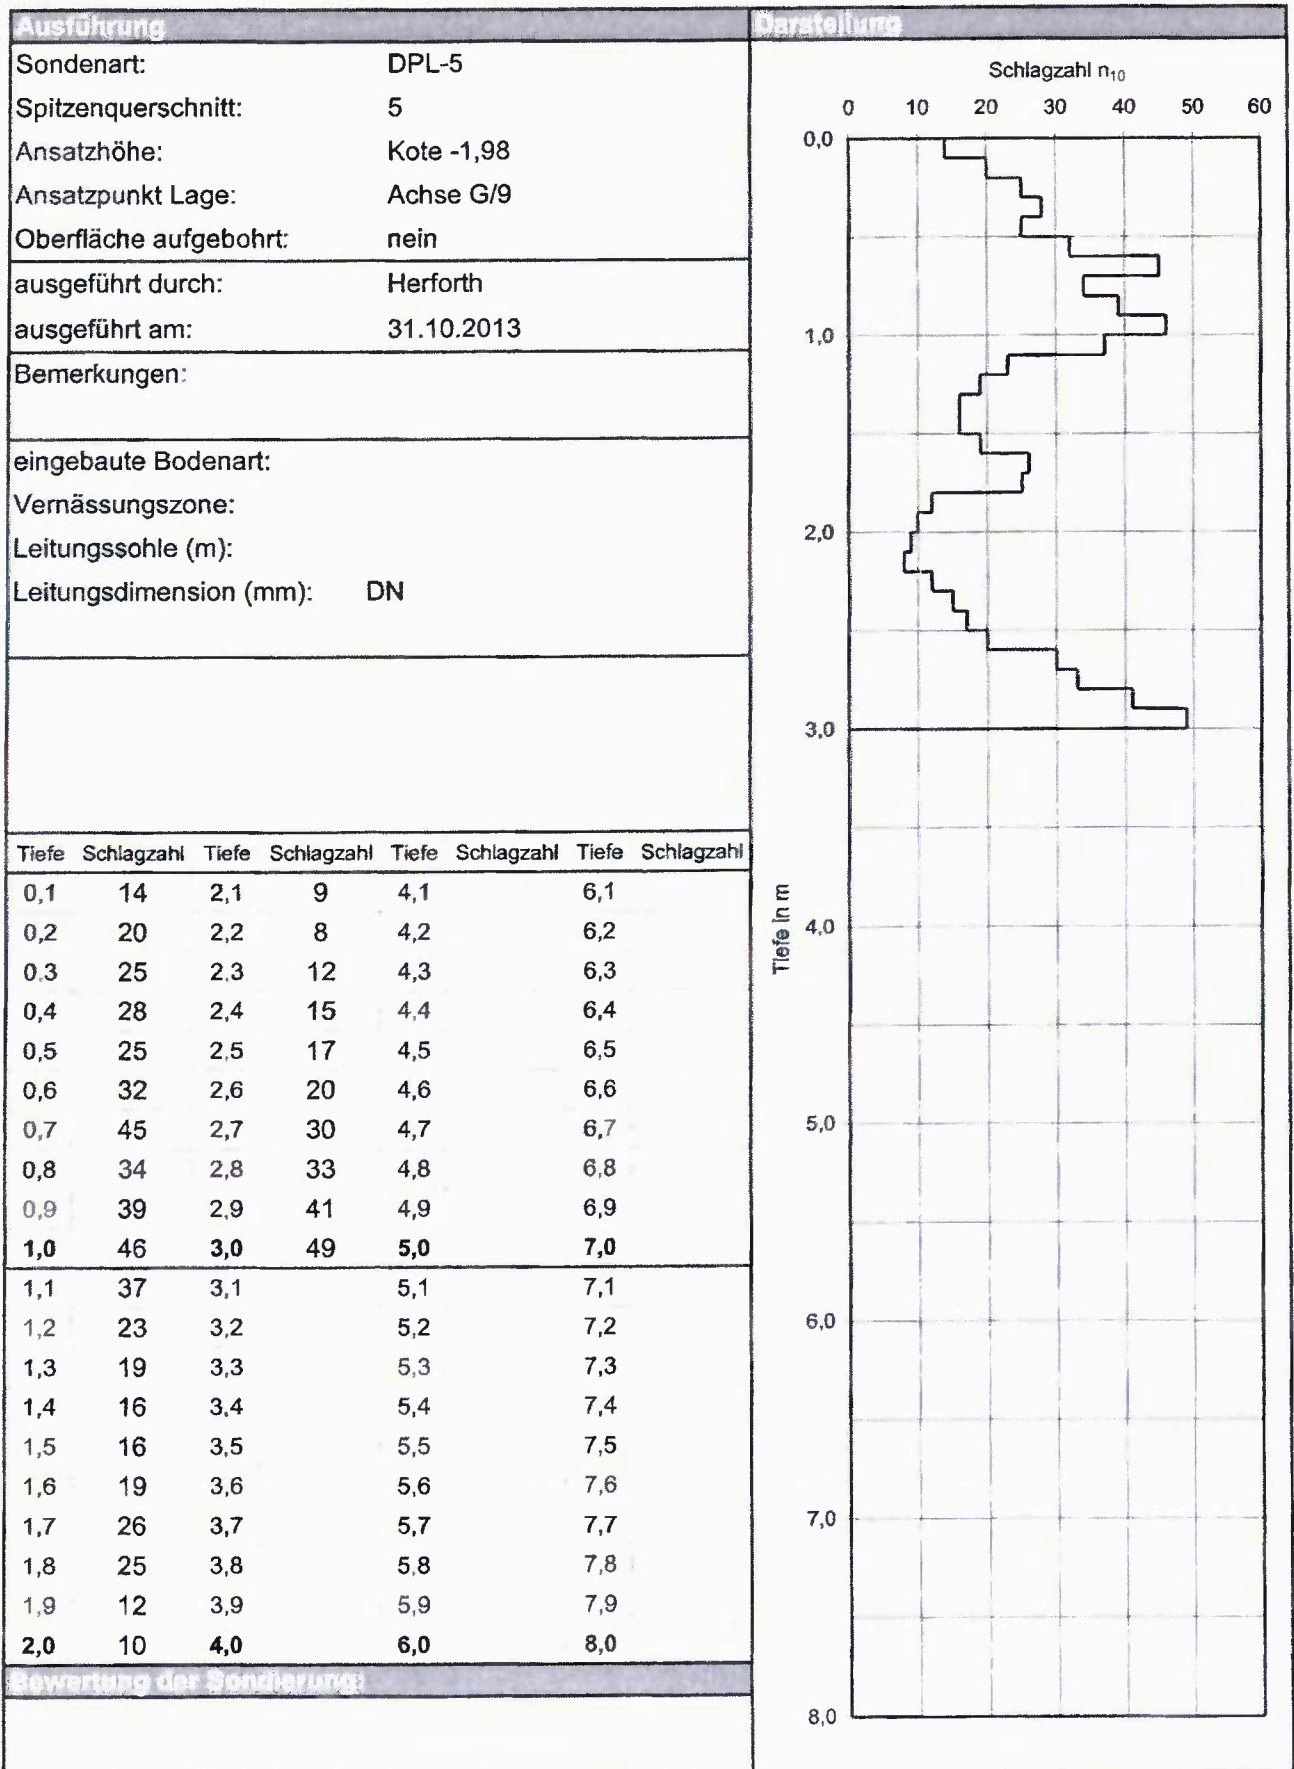 Ausführung
Sondenart: DPL-5
Spitzenquerschnitt: 5
Ansatzhöhe: Kote -1,98
Ansatzpunkt Lage: Achse G/9
Oberfläche aufgebohrt: nein
ausgeführt durch: Herforth
ausgeführt am: 31.10.2013
Bemerkungen:
eingebaute Bodenart:
Vernässungszone:
Leitungssohle (m):
Leitungsdimension (mm): DN
Tiefe Schlagzahl Tiefe Schlagzahl Tiefe Schlagzahl Tiefe Schlagzahl
0,1 14 2,1 9 4,1 6,1
0,2 20 2,2 8 4,2 6,2
0,3 25 2,3 12 4,3 6,3
0,4 28 2,4 15 4,4 6,4
0,5 25 2,5 17 4,5 6,5
0,6 32 2,6 20 4,6 6,6
0,7 45 2,7 30 4,7 6,7
0,8 34 2,8 33 4,8 6,8
0,9 39 2,9 41 4,9 6,9
1,0 46 3,0 49 5,0 7,0
1,1 37 3,1 5,1 7,1
1,2 23 3,2 5,2 7,2
1,3 19 3,3 5,3 7,3
1,4 16 3,4 5,4 7,4
1,5 16 3,5 5,5 7,5
1,6 19 3,6 5,6 7,6
1,7 26 3,7 5,7 7,7
1,8 25 3,8 5,8 7,8
1,9 12 3,9 5,9 7,9
2,0 10 4,0 6,0 8,0
Bewertung der Sondierung:
Darstellung
Schlagzahl n₁₀
0 10 20 30 40 50 60
0,0
1,0
2,0
3,0
Tiefe in m
4,0
5,0
6,0
7,0
8,0